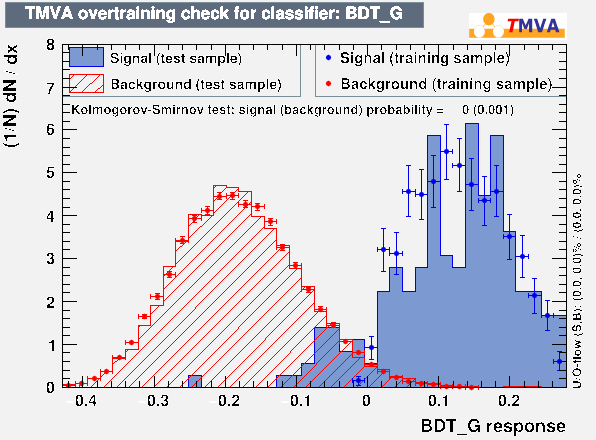 TMVA overtraining check for classifier: BDT_G
TMVA
Signal (test sample)
Signal (training sample)
Background (test sample)
Background (training sample)
Kolmogorov-Smirnov test: signal (background) probability = 0 (0.001)
(1/N) dN / dx
8
7
6
5
4
3
2
1
0
-0.4 -0.3 -0.2 -0.1 0 0.1 0.2
BDT_G response
U/O-flow (S,B): (0.0, 0.0)% / (0.0, 0.0)%